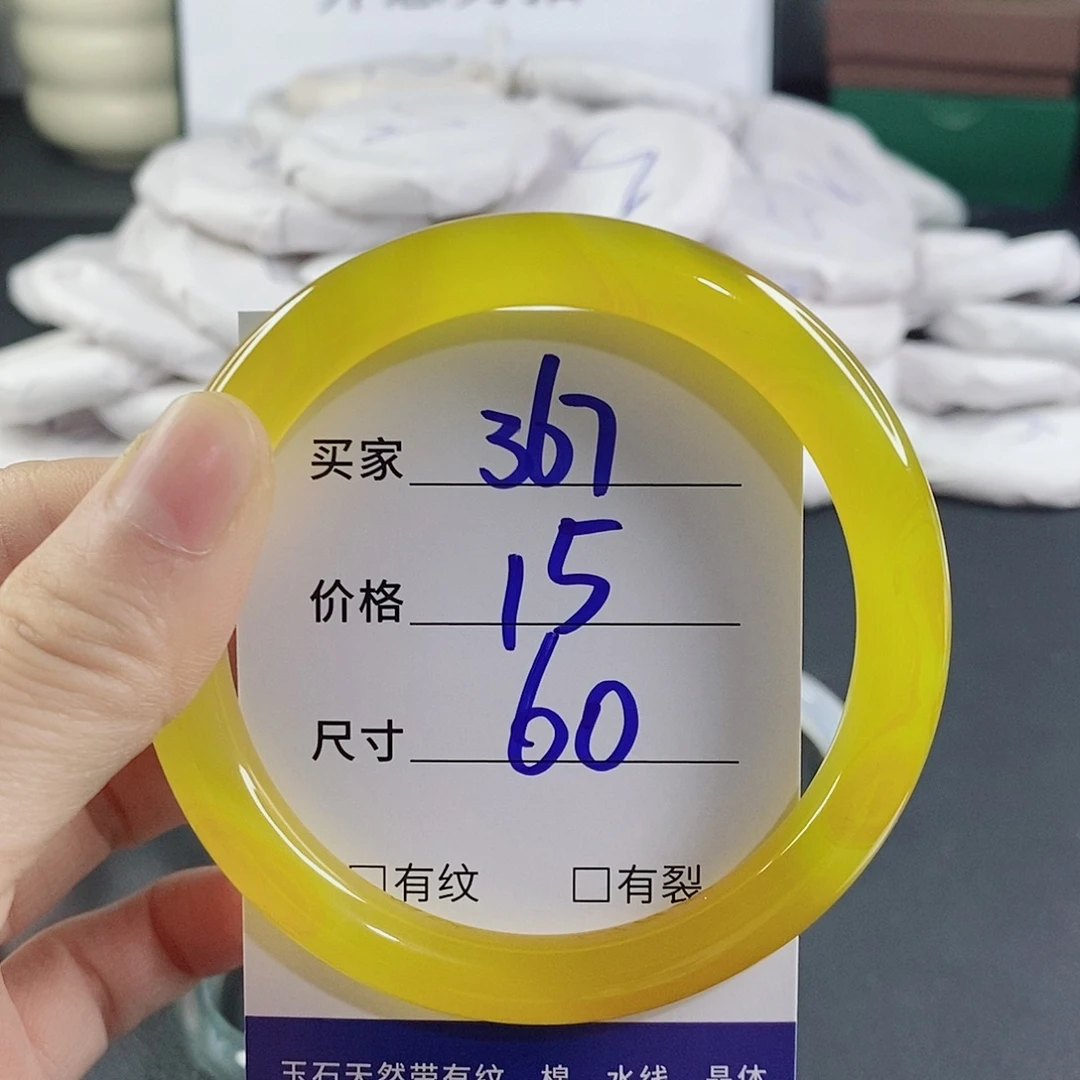 买家 367
价格 15
尺寸 60
□有纹 □有裂
玉石天然带有纹、棉、水线、晶体